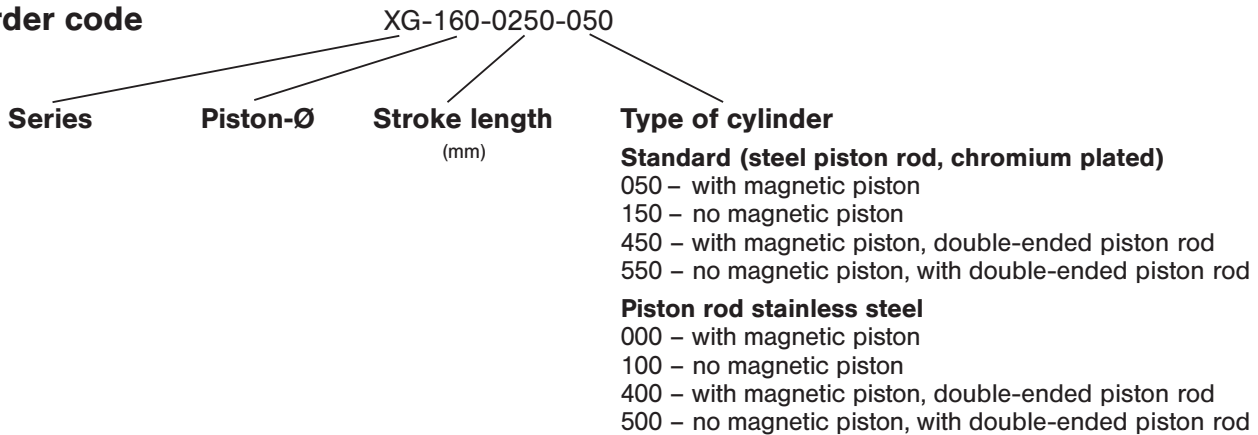 rder code
XG-160-0250-050
Series
Piston-Ø
Stroke length
(mm)
Type of cylinder
Standard (steel piston rod, chromium plated)
050 – with magnetic piston
150 – no magnetic piston
450 – with magnetic piston, double-ended piston rod
550 – no magnetic piston, with double-ended piston rod
Piston rod stainless steel
000 – with magnetic piston
100 – no magnetic piston
400 – with magnetic piston, double-ended piston rod
500 – no magnetic piston, with double-ended piston rod